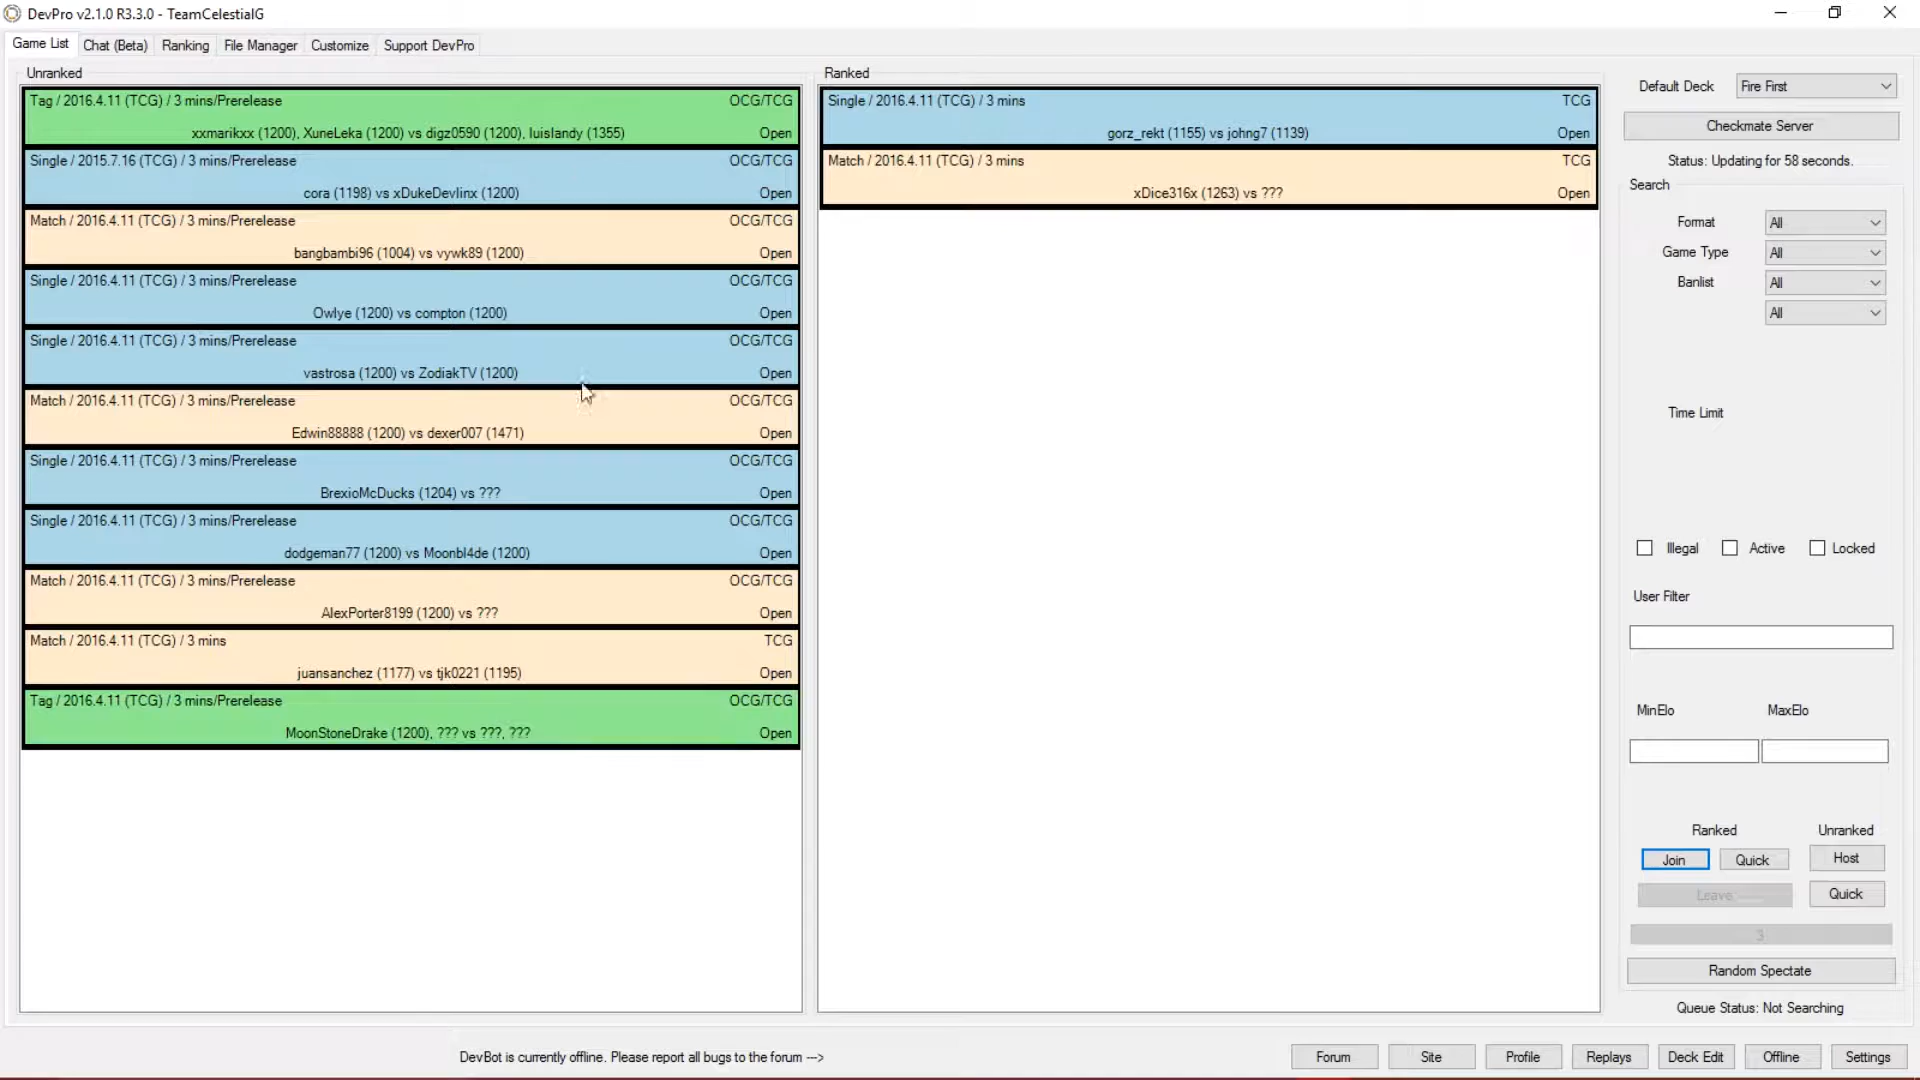 DevPro v2.1.0 R3.3.0 - TeamCelestialG
Game List Chat (Beta) Ranking File Manager Customize Support DevPro
Unranked
Tag / 2016.4.11 (TCG) / 3 mins/Prerelease OCG/TCG
xxmarikxx (1200), XuneLeka (1200) vs digz0590 (1200), luislandy (1355) Open
Single / 2015.7.16 (TCG) / 3 mins/Prerelease OCG/TCG
cora (1198) vs xDukeDevlinx (1200) Open
Match / 2016.4.11 (TCG) / 3 mins/Prerelease OCG/TCG
bangbambi96 (1004) vs vywk89 (1200) Open
Single / 2016.4.11 (TCG) / 3 mins/Prerelease OCG/TCG
Owlye (1200) vs compton (1200) Open
Single / 2016.4.11 (TCG) / 3 mins/Prerelease OCG/TCG
vastrosa (1200) vs ZodiakTV (1200) Open
Match / 2016.4.11 (TCG) / 3 mins/Prerelease OCG/TCG
Edwin88888 (1200) vs dexer007 (1471) Open
Single / 2016.4.11 (TCG) / 3 mins/Prerelease OCG/TCG
BrexioMcDucks (1204) vs ??? Open
Single / 2016.4.11 (TCG) / 3 mins/Prerelease OCG/TCG
dodgeman77 (1200) vs Moonbl4de (1200) Open
Match / 2016.4.11 (TCG) / 3 mins/Prerelease OCG/TCG
AlexPorter8199 (1200) vs ??? Open
Match / 2016.4.11 (TCG) / 3 mins TCG
juansanchez (1177) vs tjk0221 (1195) Open
Tag / 2016.4.11 (TCG) / 3 mins/Prerelease OCG/TCG
MoonStoneDrake (1200), ??? vs ???, ??? Open
Ranked
Single / 2016.4.11 (TCG) / 3 mins TCG
gorz_rekt (1155) vs johng7 (1139) Open
Match / 2016.4.11 (TCG) / 3 mins TCG
xDice316x (1263) vs ??? Open
Default Deck Fire First
Checkmate Server
Status: Updating for 58 seconds.
Search
Format All
Game Type All
Banlist All
All
Time Limit
Illegal Active Locked
User Filter
MinElo MaxElo
Ranked Unranked
Join Quick Host
Leave Quick
3
Random Spectate
Queue Status: Not Searching
DevBot is currently offline. Please report all bugs to the forum --> Forum Site Profile Replays Deck Edit Offline Settings